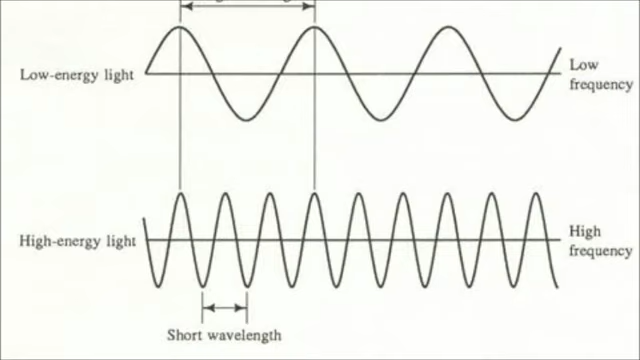 Low-energy light
Low
frequency
High-energy light
High
frequency
Short wavelength